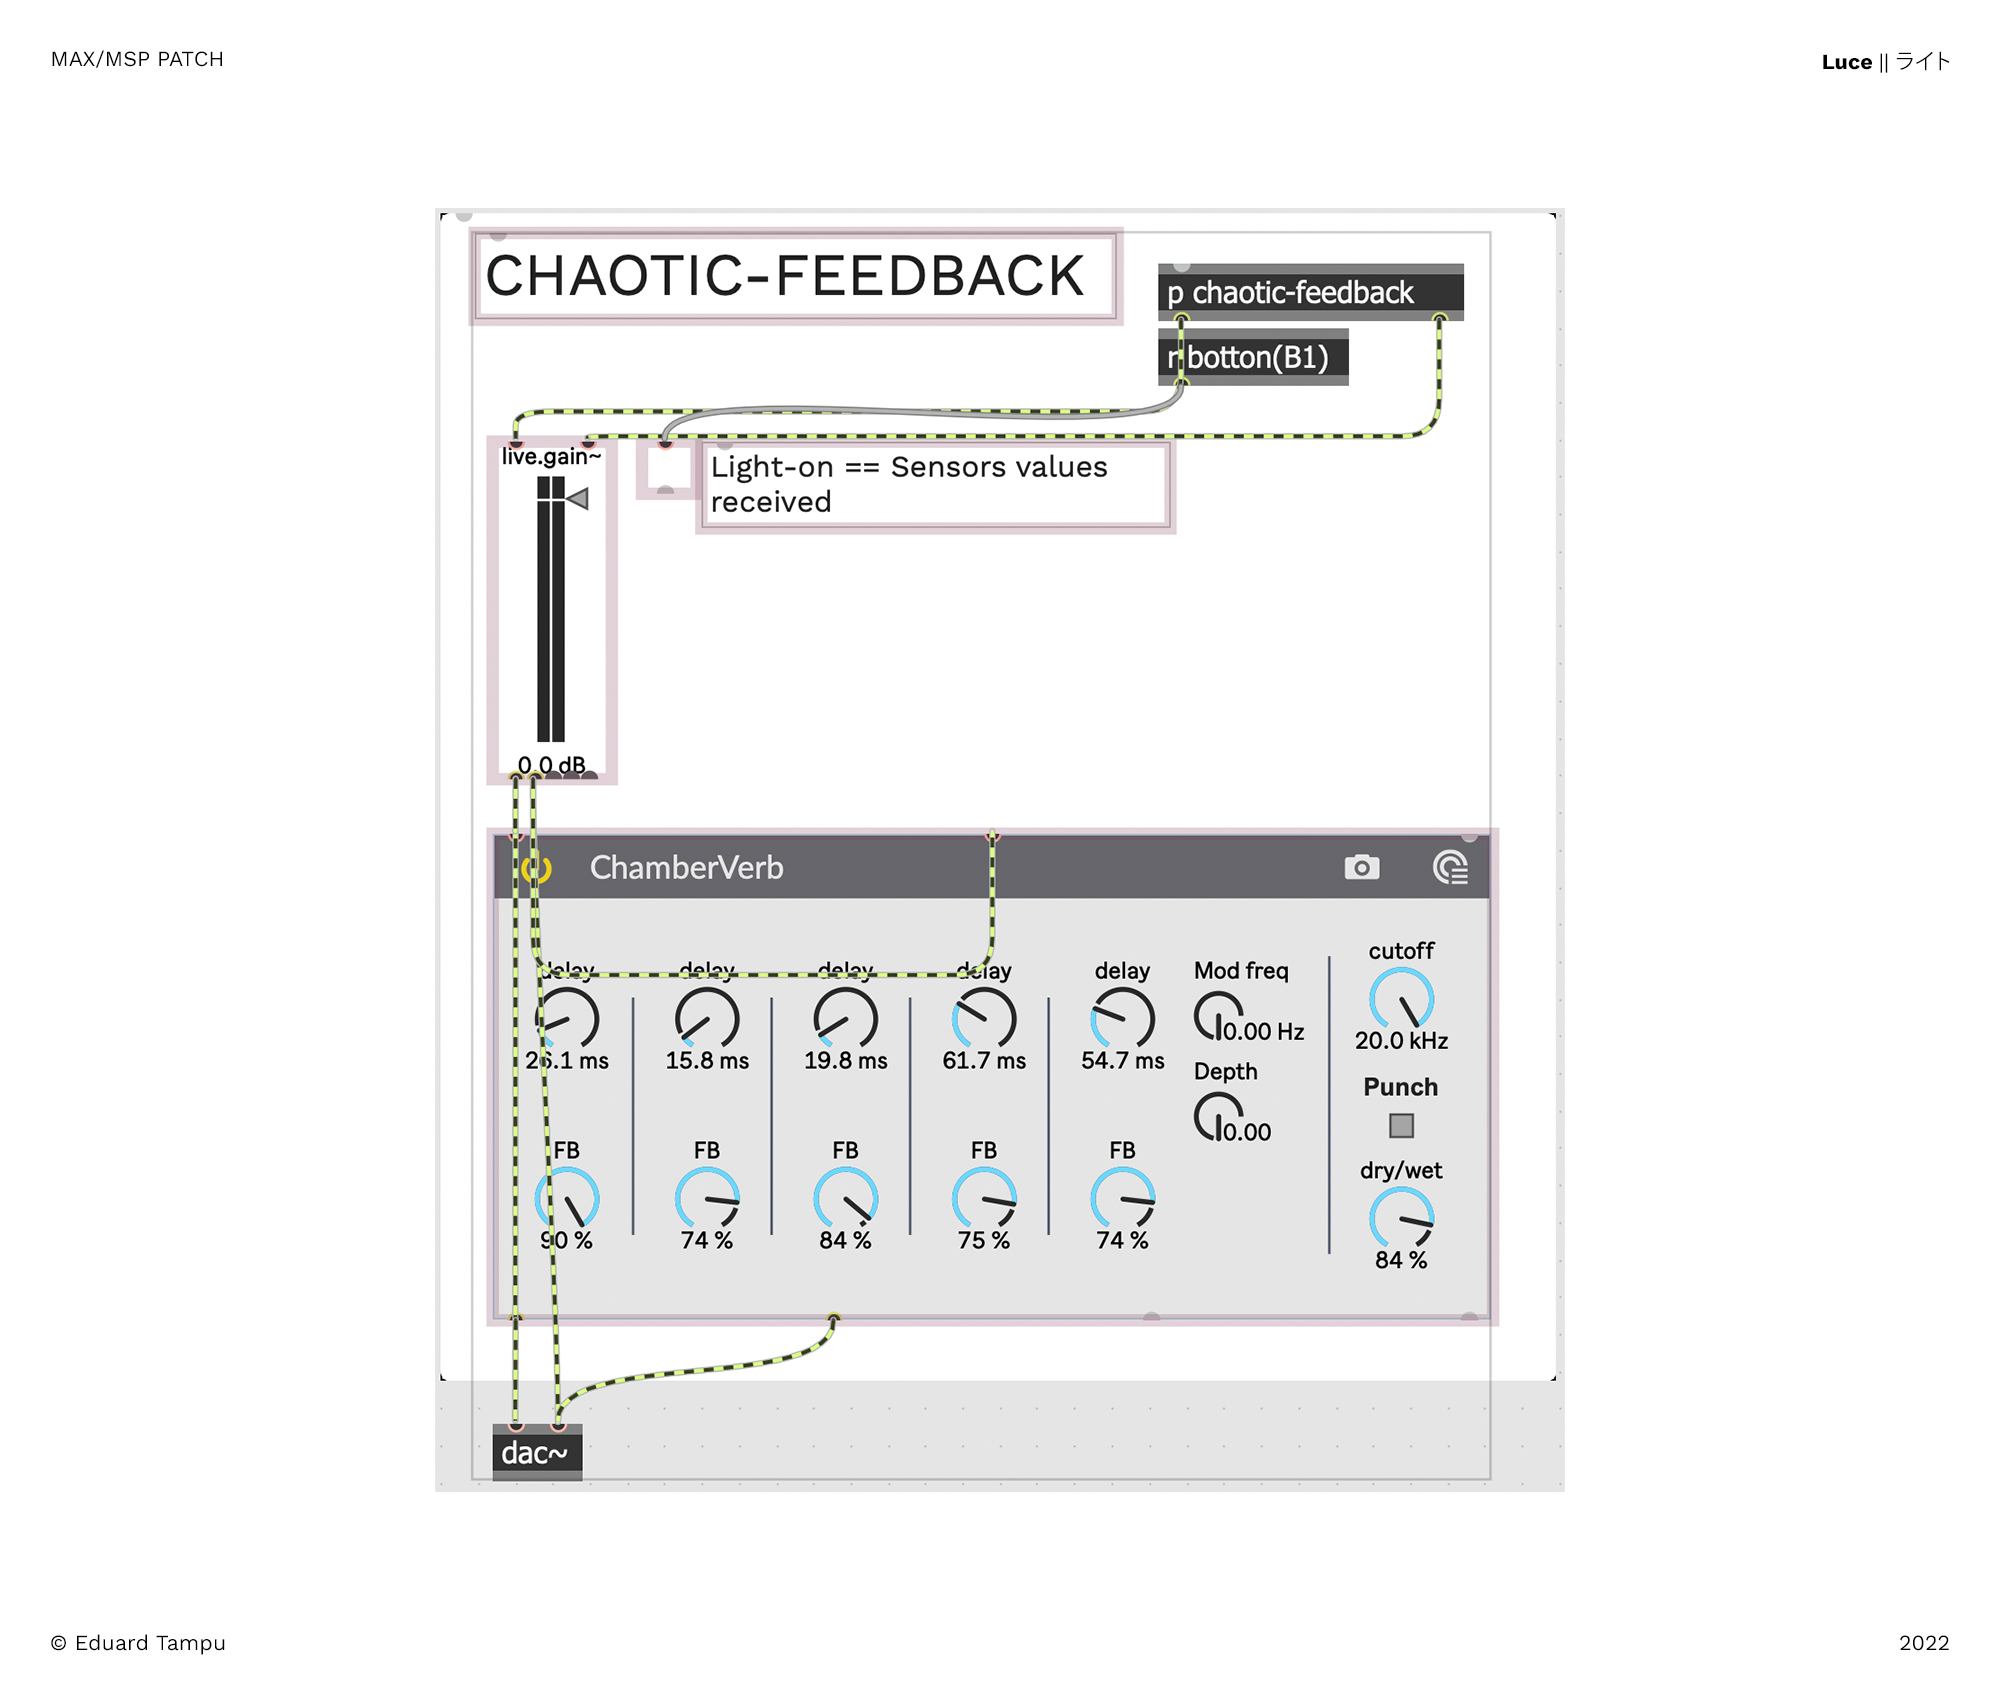 MAX/MSP PATCH
Luce || ライト
CHAOTIC-FEEDBACK
p chaotic-feedback
r botton(B1)
live.gain~
Light-on == Sensors values
received
0.0 dB
ChamberVerb
delay
delay
delay
delay
delay
Mod freq
cutoff
26.1 ms
15.8 ms
19.8 ms
61.7 ms
54.7 ms
0.00 Hz
20.0 kHz
Depth
Punch
0.00
FB
FB
FB
FB
FB
dry/wet
90 %
74 %
84 %
75 %
74 %
84 %
dac~
© Eduard Tampu
2022